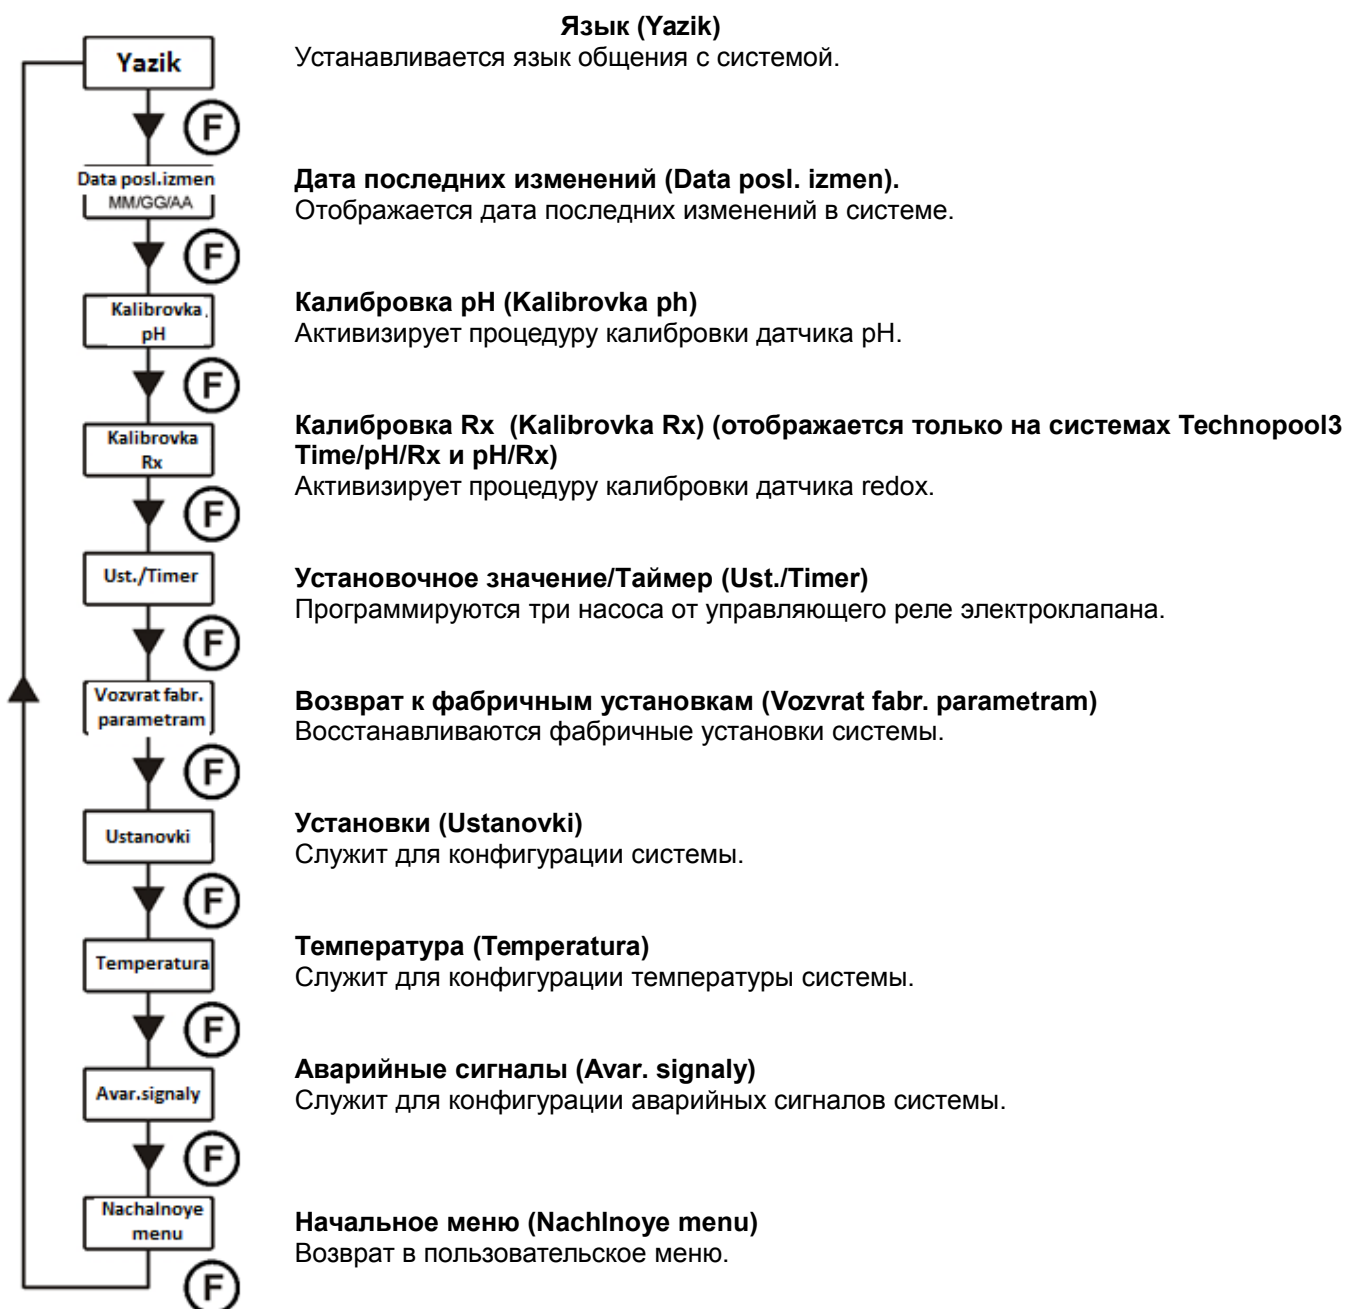 Язык (Yazik)
Yazik
Устанавливается язык общения с системой.
F
Data posl.izmen
MM/GG/AA
Дата последних изменений (Data posl. izmen).
Отображается дата последних изменений в системе.
F
Kalibrovka
pH
Калибровка pH (Kalibrovka ph)
Активизирует процедуру калибровки датчика pH.
F
Kalibrovka
Rx
Калибровка Rx (Kalibrovka Rx) (отображается только на системах Technopool3
Time/pH/Rx и pH/Rx)
Активизирует процедуру калибровки датчика redox.
F
Ust./Timer
Установочное значение/Таймер (Ust./Timer)
Программируются три насоса от управляющего реле электроклапана.
F
Vozvrat fabr.
parametram
Возврат к фабричным установкам (Vozvrat fabr. parametram)
Восстанавливаются фабричные установки системы.
F
Ustanovki
Установки (Ustanovki)
Служит для конфигурации системы.
F
Temperatura
Температура (Temperatura)
Служит для конфигурации температуры системы.
F
Avar.signaly
Аварийные сигналы (Avar. signaly)
Служит для конфигурации аварийных сигналов системы.
F
Nachalnoye
menu
Начальное меню (Nachlnoye menu)
Возврат в пользовательское меню.
F